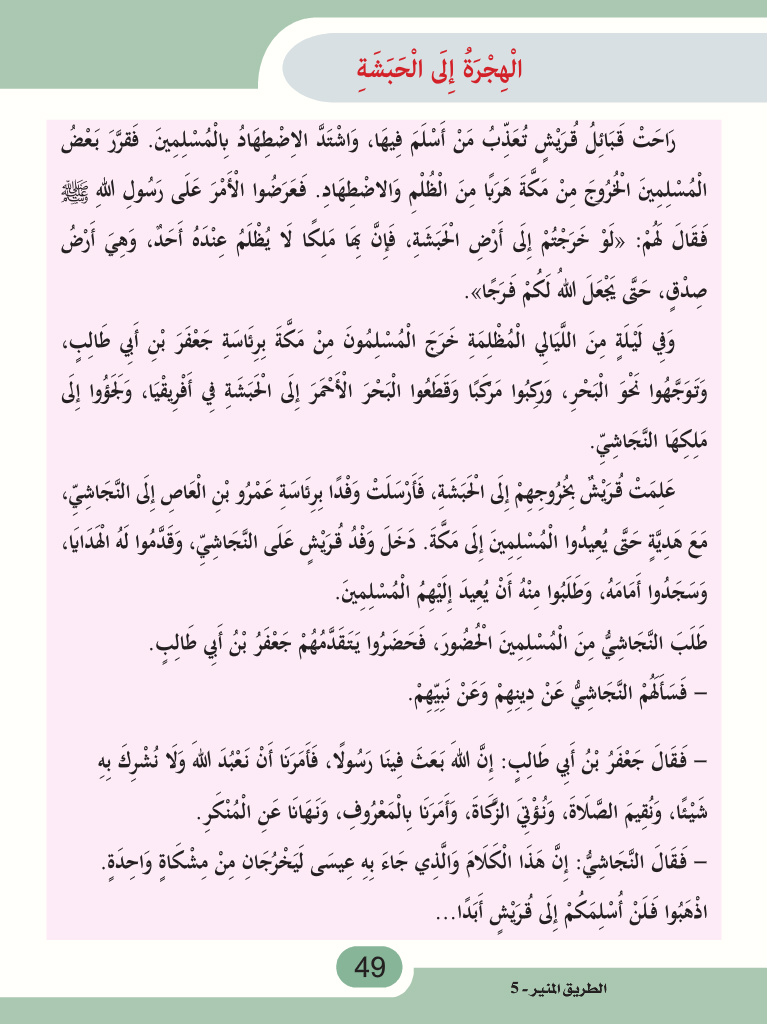 الْهِجْرَةُ إِلَى الْحَبَشَةِ
رَاحَتْ قَبَائِلُ قُرَيْشٍ تُعَذِّبُ مَنْ أَسْلَمَ فِيهَا، وَاشْتَدَّ الاِضْطِهَادُ بِالْمُسْلِمِينَ. فَقرَّرَ بَعْضُ
الْمُسْلِمِينَ الْخُرُوجَ مِنْ مَكَّةَ هَرَبًا مِنَ الظُّلْمِ وَالاضْطِهَادِ. فَعَرَضُوا الْأَمْرَ عَلَى رَسُولِ اللهِ ﷺ
فَقَالَ لَهُمْ: «لَوْ خَرَجْتُمْ إِلَى أَرْضِ الْحَبَشَةِ، فَإِنَّ بِهَا مَلِكًا لَا يُظْلَمُ عِنْدَهُ أَحَدٌ، وَهِيَ أَرْضُ
صِدْقٍ، حَتَّى يَجْعَلَ اللهُ لَكُمْ فَرَجًا».
وَفِي لَيْلَةٍ مِنَ اللَّيَالِي الْمُظْلِمَةِ خَرَجَ الْمُسْلِمُونَ مِنْ مَكَّةَ بِرِئَاسَةِ جَعْفَرَ بْنِ أَبِي طَالِبٍ،
وَتَوَجَّهُوا نَحْوَ الْبَحْرِ، وَرَكِبُوا مَرْكَبًا وَقَطَعُوا الْبَحْرَ الْأَحْمَرَ إِلَى الْحَبَشَةِ فِي أَفْرِيقْيَا، وَلَجَؤُوا إِلَى
مَلِكِهَا النَّجَاشِيِّ.
عَلِمَتْ قُرَيْشٌ بِخُرُوجِهِمْ إِلَى الْحَبَشَةِ، فَأَرْسَلَتْ وَفْدًا بِرِئَاسَةِ عَمْرُو بْنِ الْعَاصِ إِلَى النَّجَاشِيِّ،
مَعَ هَدِيَّةٍ حَتَّى يُعِيدُوا الْمُسْلِمِينَ إِلَى مَكَّةَ. دَخَلَ وَفْدُ قُرَيْشٍ عَلَى النَّجَاشِيِّ، وَقَدَّمُوا لَهُ الْهَدَايَا،
وَسَجَدُوا أَمَامَهُ، وَطَلَبُوا مِنْهُ أَنْ يُعِيدَ إِلَيْهِمُ الْمُسْلِمِينَ.
طَلَبَ النَّجَاشِيُّ مِنَ الْمُسْلِمِينَ الْحُضُورَ، فَحَضَرُوا يَتَقَدَّمُهُمْ جَعْفَرُ بْنُ أَبِي طَالِبٍ.
– فَسَأَلَهُمْ النَّجَاشِيُّ عَنْ دِينِهِمْ وَعَنْ نَبِيِّهِمْ.
– فَقَالَ جَعْفَرُ بْنُ أَبِي طَالِبٍ: إِنَّ اللهَ بَعَثَ فِينَا رَسُولًا، فَأَمَرَنَا أَنْ نَعْبُدَ اللهَ وَلَا نُشْرِكَ بِهِ
شَيْئًا، وَنُقِيمَ الصَّلَاةَ، وَنُؤْتِيَ الزَّكَاةَ، وَأَمَرَنَا بِالْمَعْرُوفِ، وَنَهَانَا عَنِ الْمُنْكَرِ.
– فَقَالَ النَّجَاشِيُّ: إِنَّ هَذَا الْكَلَامَ وَالَّذِي جَاءَ بِهِ عِيسَى لَيَخْرُجَانِ مِنْ مِشْكَاةٍ وَاحِدَةٍ.
اذْهَبُوا فَلَنْ أُسْلِمَكُمْ إِلَى قُرَيْشٍ أَبَدًا...
49
الطريق المنير - 5